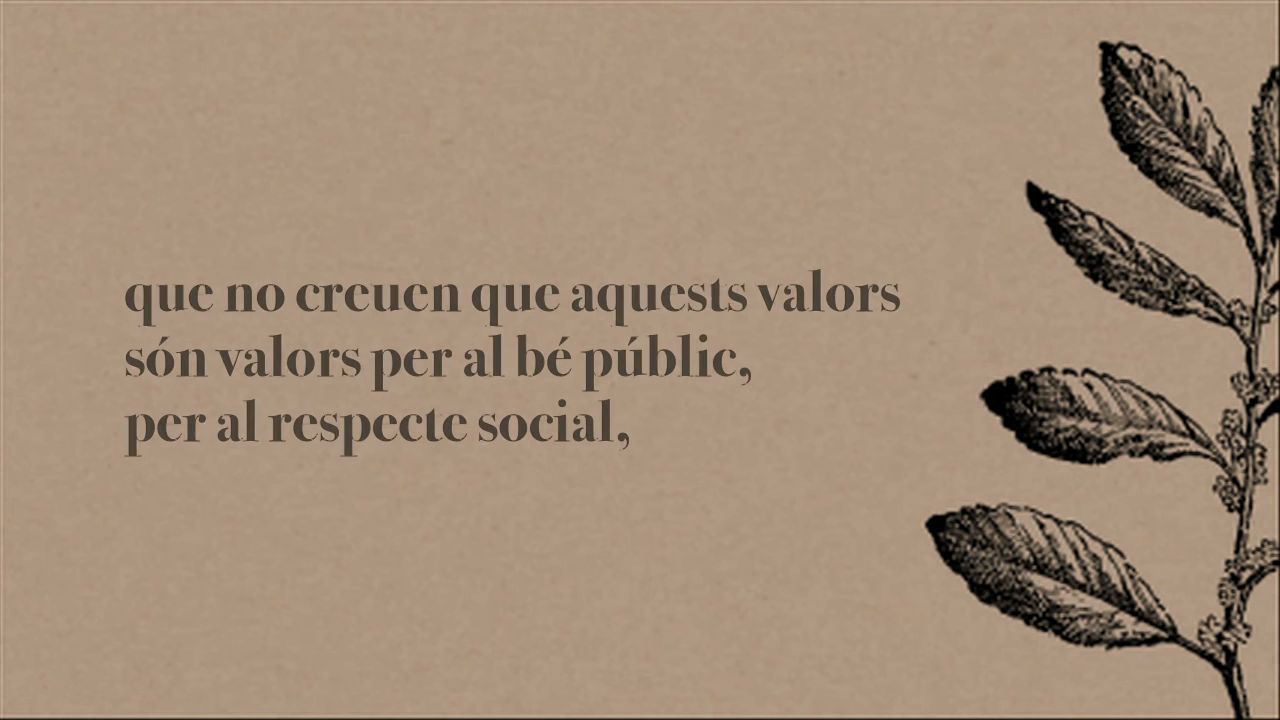 que no creuen que aquests valors
són valors per al bé públic,
per al respecte social,